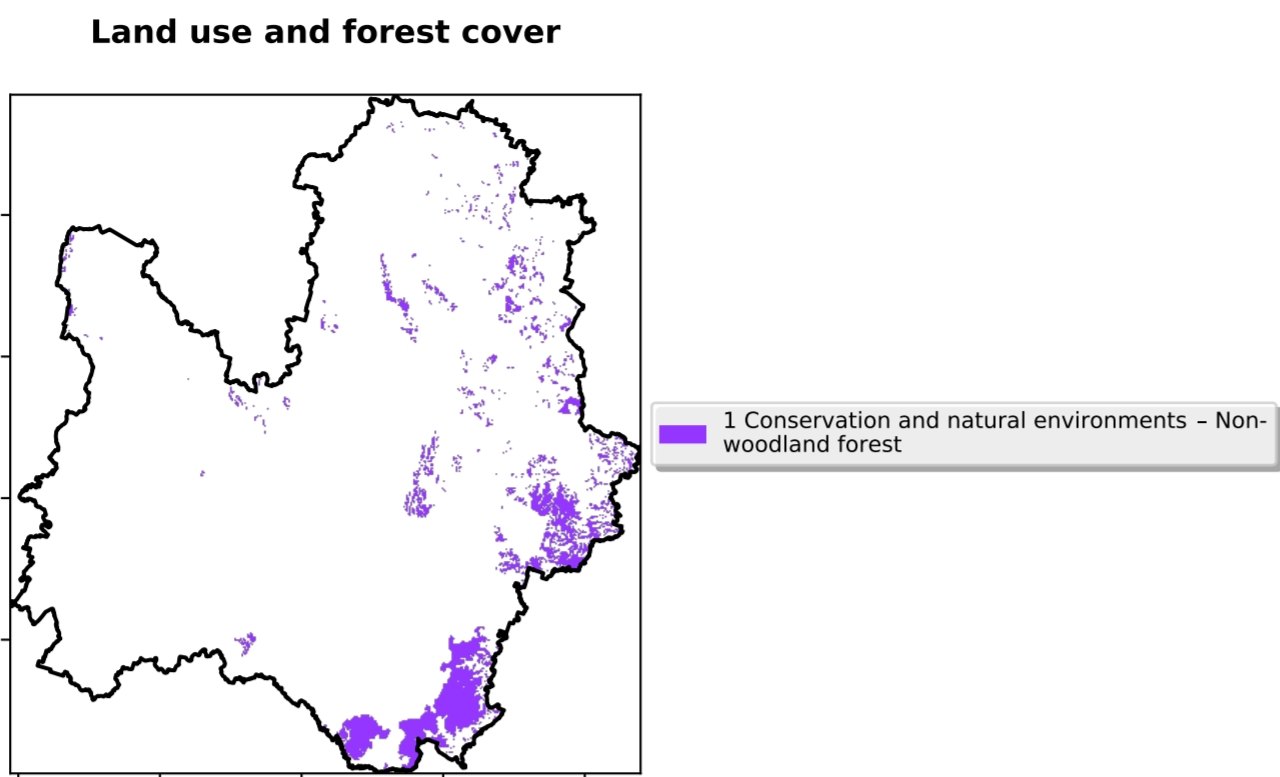 Land use and forest cover
1 Conservation and natural environments – Non-
woodland forest